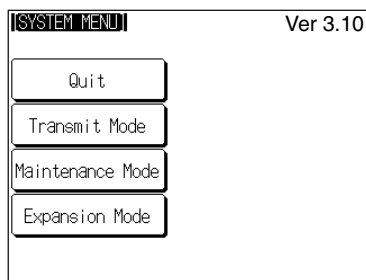 [SYSTEM MENU] Ver 3.10
Quit
Transmit Mode
Maintenance Mode
Expansion Mode